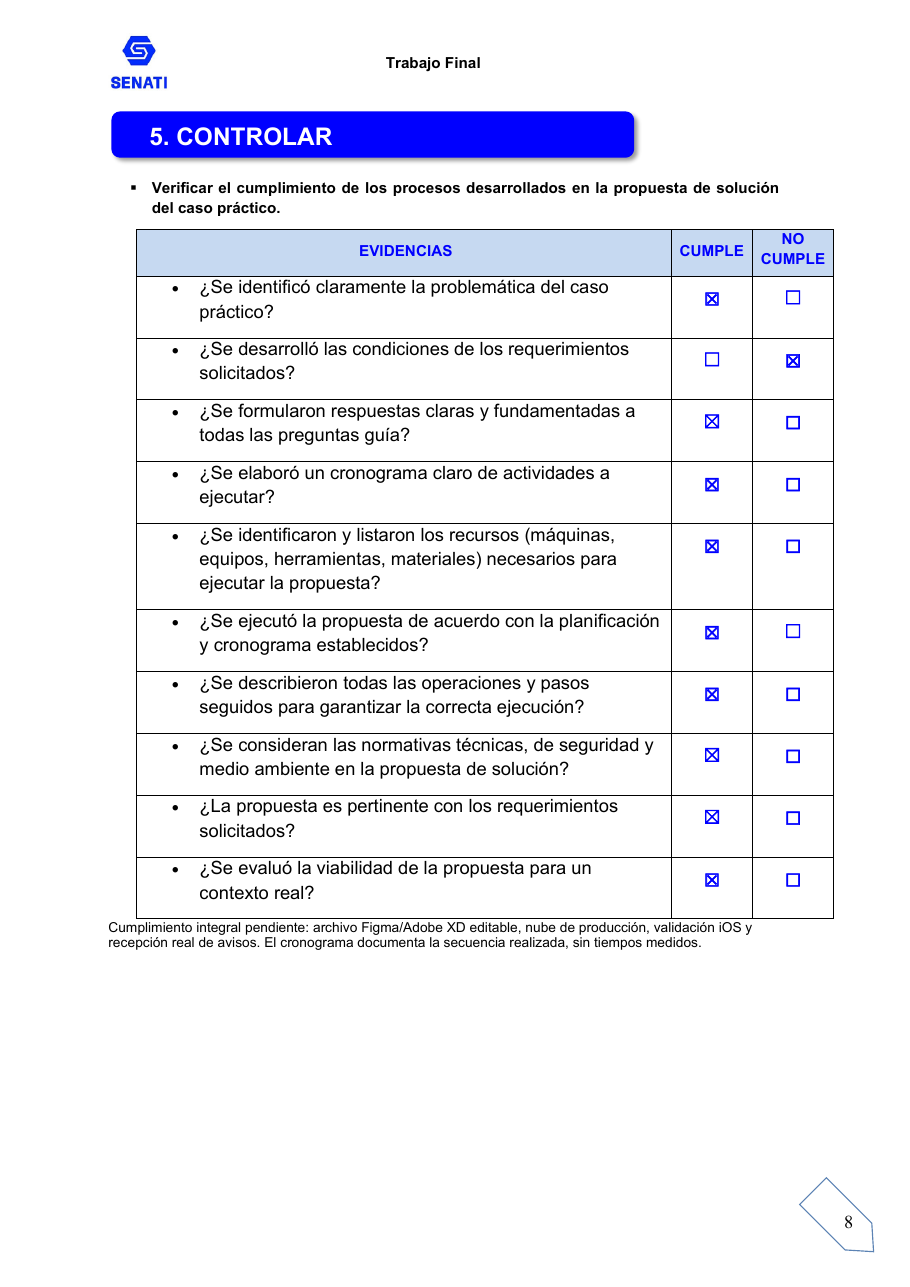 SENATI
Trabajo Final
5. CONTROLAR
▪ Verificar el cumplimiento de los procesos desarrollados en la propuesta de solución
del caso práctico.
EVIDENCIAS
CUMPLE
NO
CUMPLE
• ¿Se identificó claramente la problemática del caso
práctico?
☒ ☐
• ¿Se desarrolló las condiciones de los requerimientos
solicitados?
☐ ☒
• ¿Se formularon respuestas claras y fundamentadas a
todas las preguntas guía?
☒ ☐
• ¿Se elaboró un cronograma claro de actividades a
ejecutar?
☒ ☐
• ¿Se identificaron y listaron los recursos (máquinas,
equipos, herramientas, materiales) necesarios para
ejecutar la propuesta?
☒ ☐
• ¿Se ejecutó la propuesta de acuerdo con la planificación
y cronograma establecidos?
☒ ☐
• ¿Se describieron todas las operaciones y pasos
seguidos para garantizar la correcta ejecución?
☒ ☐
• ¿Se consideran las normativas técnicas, de seguridad y
medio ambiente en la propuesta de solución?
☒ ☐
• ¿La propuesta es pertinente con los requerimientos
solicitados?
☒ ☐
• ¿Se evaluó la viabilidad de la propuesta para un
contexto real?
☒ ☐
Cumplimiento integral pendiente: archivo Figma/Adobe XD editable, nube de producción, validación iOS y
recepción real de avisos. El cronograma documenta la secuencia realizada, sin tiempos medidos.
8